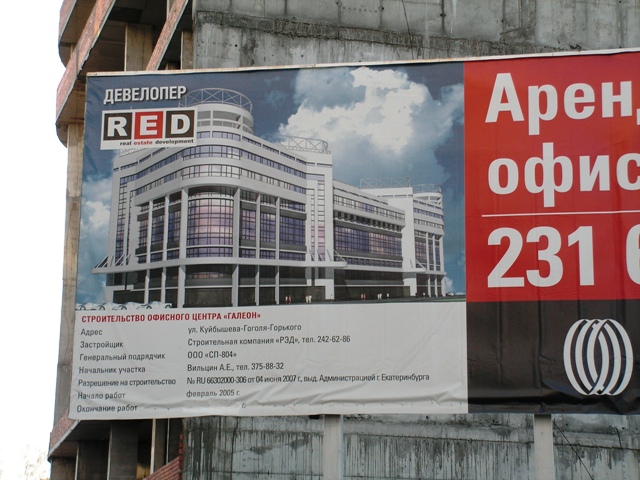 ДЕВЕЛОПЕР
RED
real estate development
СТРОИТЕЛЬСТВО ОФИСНОГО ЦЕНТРА «ГАЛЕОН»
Адрес ул. Куйбышева-Гоголя-Горького
Застройщик Строительная компания «РЭД», тел. 242-62-86
Генеральный подрядчик ООО «СП-804»
Начальник участка Вильцин А.Е., тел. 375-88-32
Разрешение на строительство № RU 66302000-306 от 04 июня 2007 г., выд. Администрацией г. Екатеринбурга
Начало работ февраль 2005 г.
Окончание работ
Арен
офис
231 6